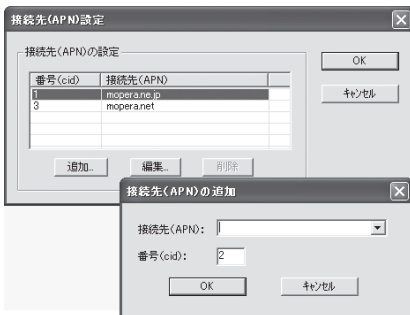 接続先(APN)設定
接続先(APN)の設定
番号(cid) 接続先(APN)
1 mopera.ne.jp
3 mopera.net
追加... 編集... 削除
OK
キャンセル
接続先(APN)の追加
接続先(APN):
番号(cid): 2
OK キャンセル